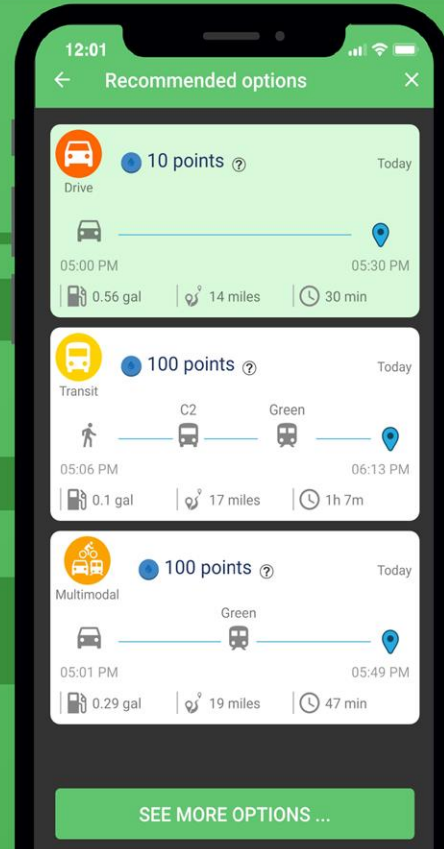 12:01
Recommended options
10 points ?
Today
Drive
05:00 PM 05:30 PM
0.56 gal 14 miles 30 min
100 points ?
Today
Transit
C2 Green
05:06 PM 06:13 PM
0.1 gal 17 miles 1h 7m
100 points ?
Today
Multimodal
Green
05:01 PM 05:49 PM
0.29 gal 19 miles 47 min
SEE MORE OPTIONS ...